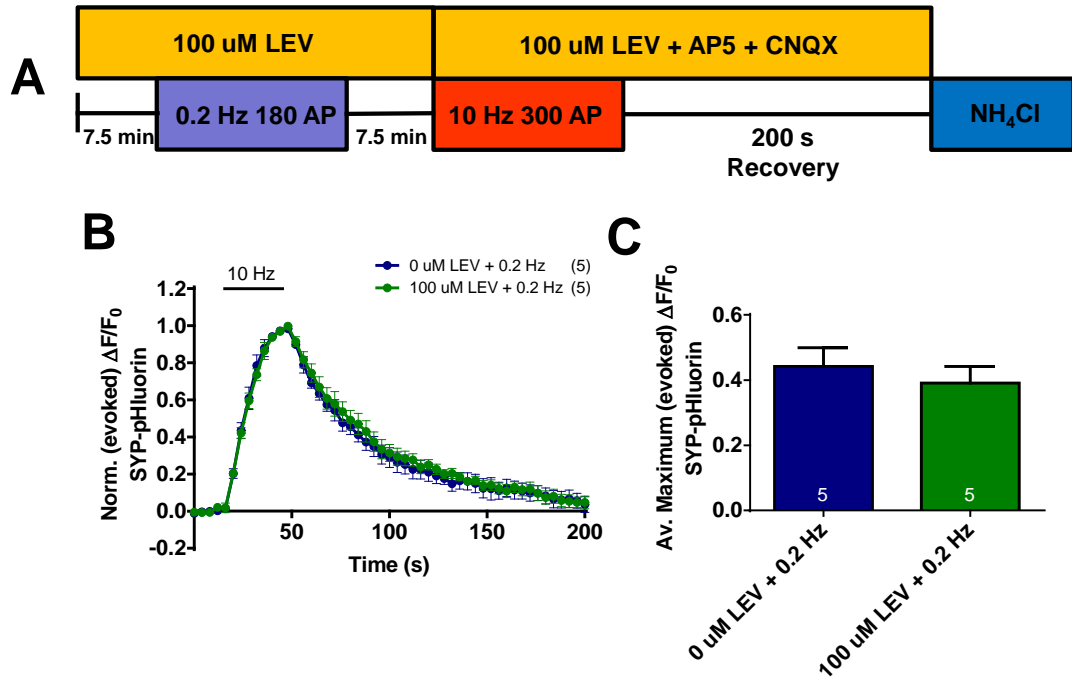 A
100 uM LEV
100 uM LEV + AP5 + CNQX
0.2 Hz 180 AP
10 Hz 300 AP
NH₄Cl
7.5 min
7.5 min
200 s
Recovery
B
10 Hz
0 uM LEV + 0.2 Hz (5)
100 uM LEV + 0.2 Hz (5)
Norm. (evoked) ΔF/F₀
SYP-pHluorin
1.2
1.0
0.8
0.6
0.4
0.2
0.0
-0.2
50
100
150
200
Time (s)
C
Av. Maximum (evoked) ΔF/F₀
SYP-pHluorin
0.6
0.4
0.2
0.0
5
5
0 uM LEV + 0.2 Hz
100 uM LEV + 0.2 Hz